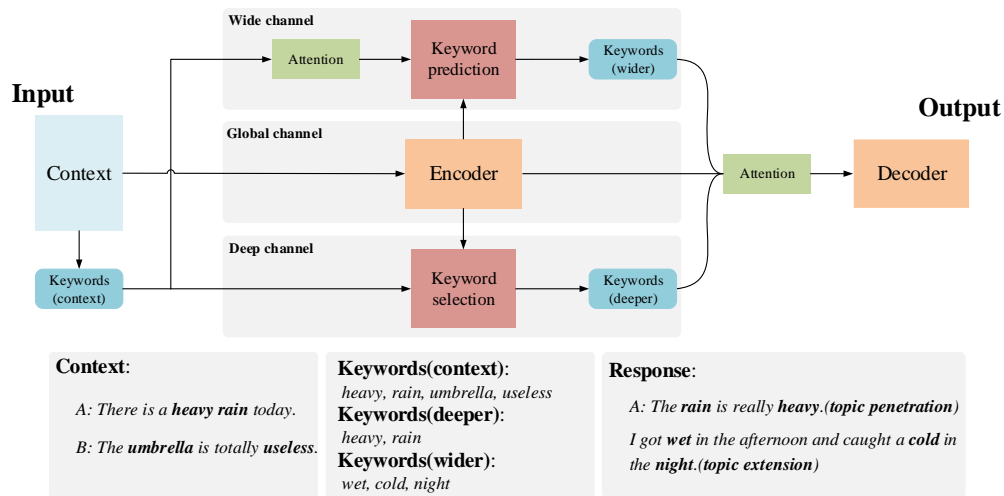 Wide channel
Attention
Keyword
prediction
Keywords
(wider)
Input
Output
Global channel
Context
Encoder
Attention
Decoder
Deep channel
Keywords
(context)
Keyword
selection
Keywords
(deeper)
Context:
A: There is a heavy rain today.
B: The umbrella is totally useless.
Keywords(context):
heavy, rain, umbrella, useless
Keywords(deeper):
heavy, rain
Keywords(wider):
wet, cold, night
Response:
A: The rain is really heavy.(topic penetration)
I got wet in the afternoon and caught a cold in
the night.(topic extension)